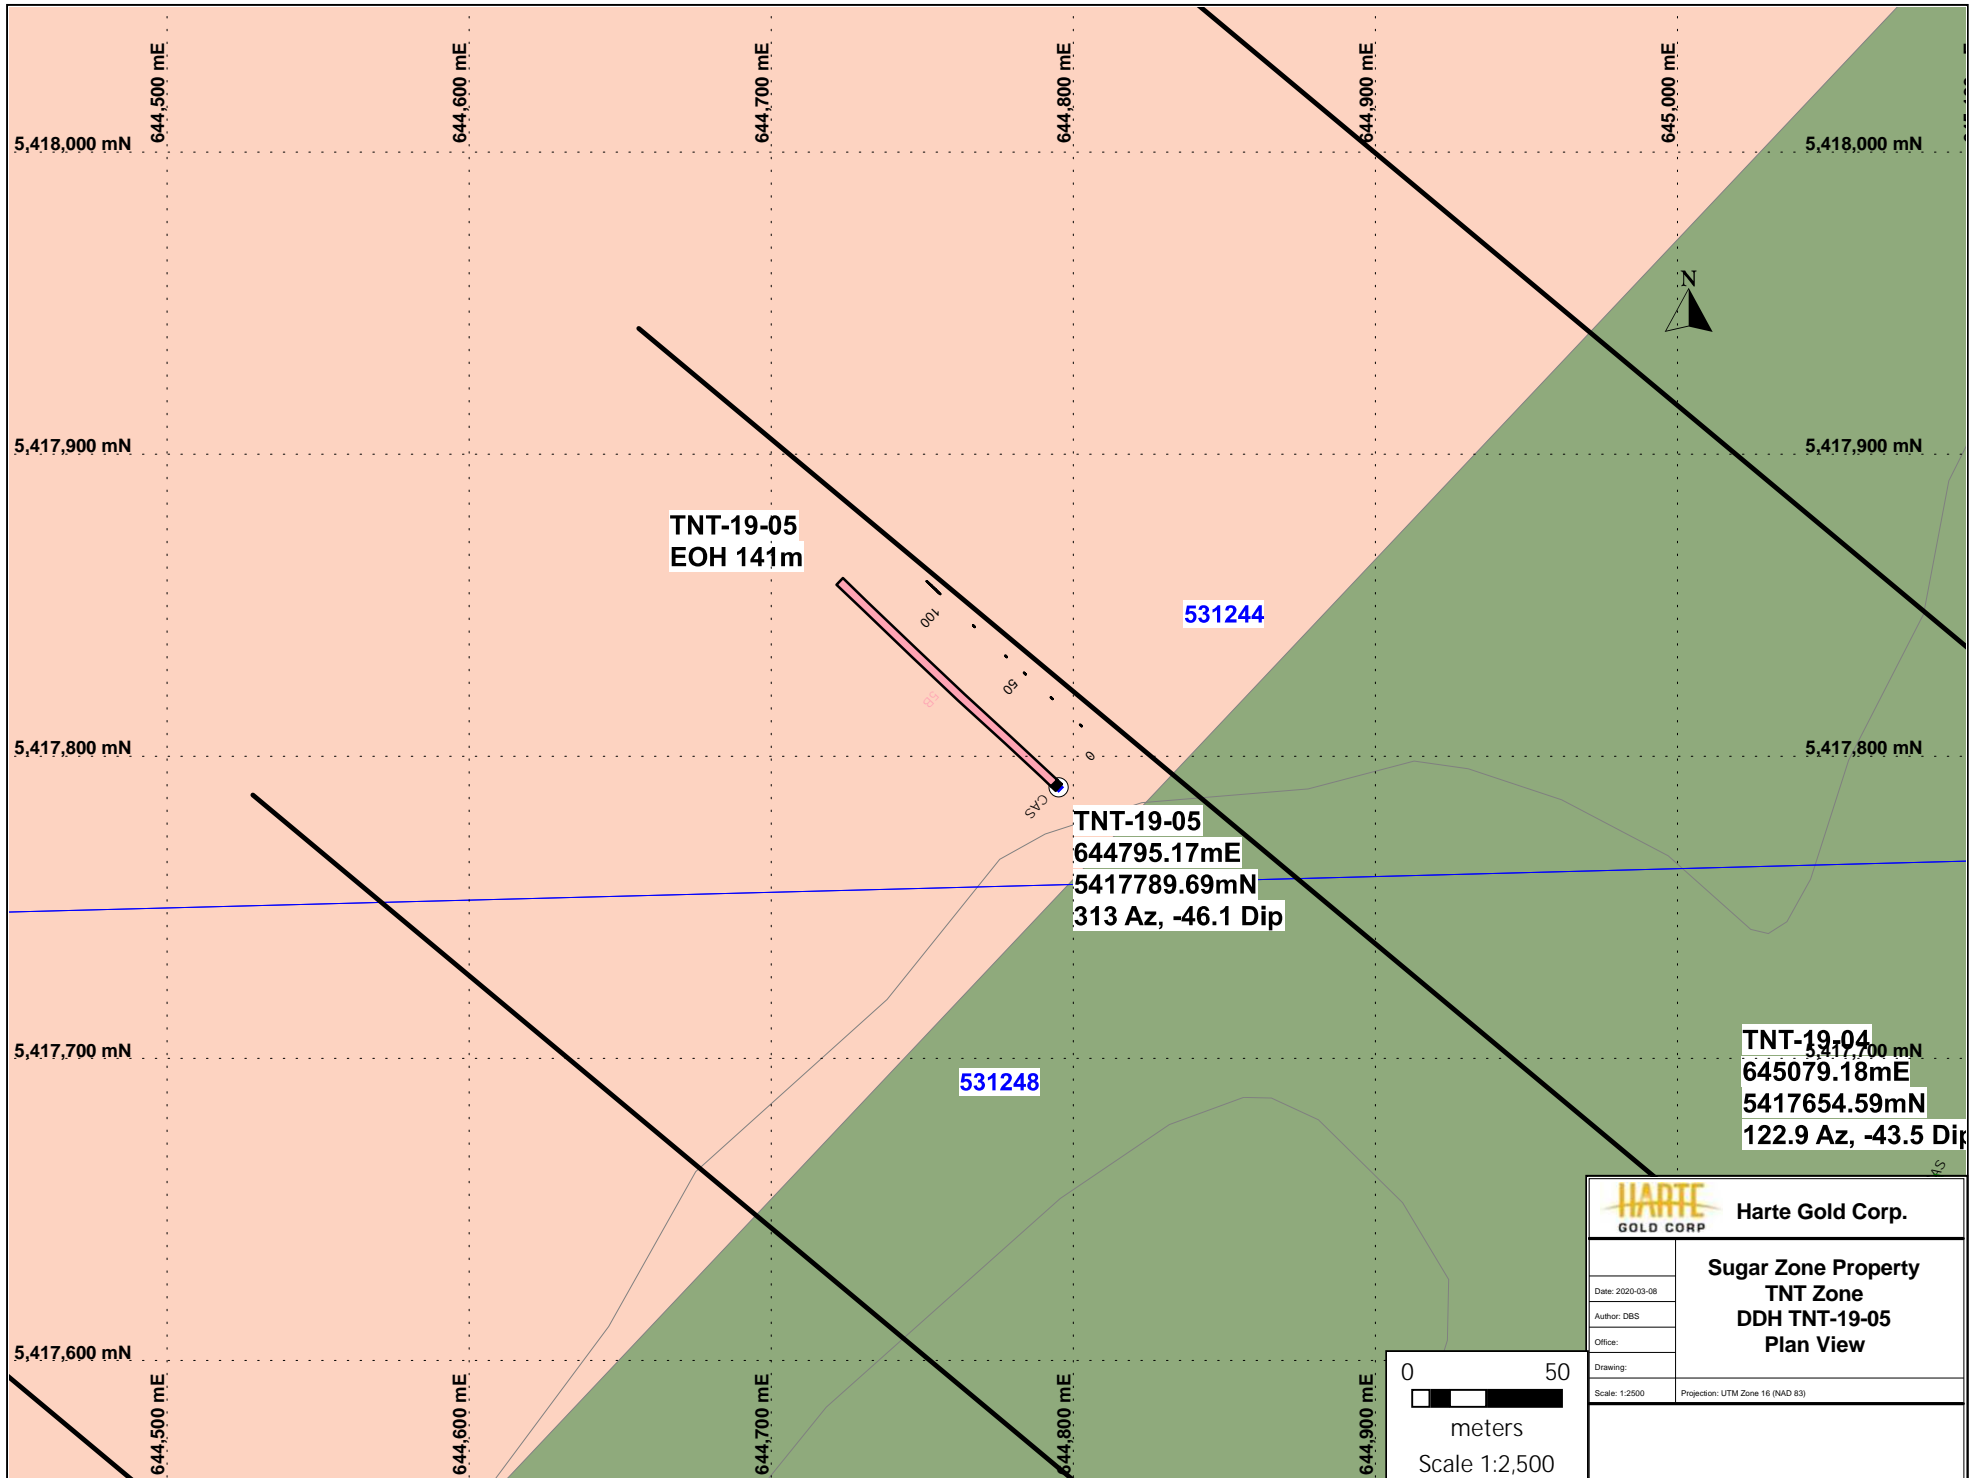 644,500 mE
644,600 mE
644,700 mE
644,800 mE
644,900 mE
645,000 mE
5,418,000 mN
5,418,000 mN
N
5,417,900 mN
5,417,900 mN
TNT-19-05
EOH 141m
100
531244
50
5B
0
5,417,800 mN
5,417,800 mN
CAS
TNT-19-05
644795.17mE
5417789.69mN
313 Az, -46.1 Dip
5,417,700 mN
5,417,700 mN
TNT-19-04
645079.18mE
5417654.59mN
122.9 Az, -43.5 Dip
531248
AS
HARTE
GOLD CORP
Harte Gold Corp.
Sugar Zone Property
TNT Zone
DDH TNT-19-05
Plan View
Date: 2020-03-08
Author: DBS
Office:
Drawing:
Scale: 1:2500
Projection: UTM Zone 16 (NAD 83)
5,417,600 mN
0 50
meters
Scale 1:2,500
644,500 mE
644,600 mE
644,700 mE
644,800 mE
644,900 mE